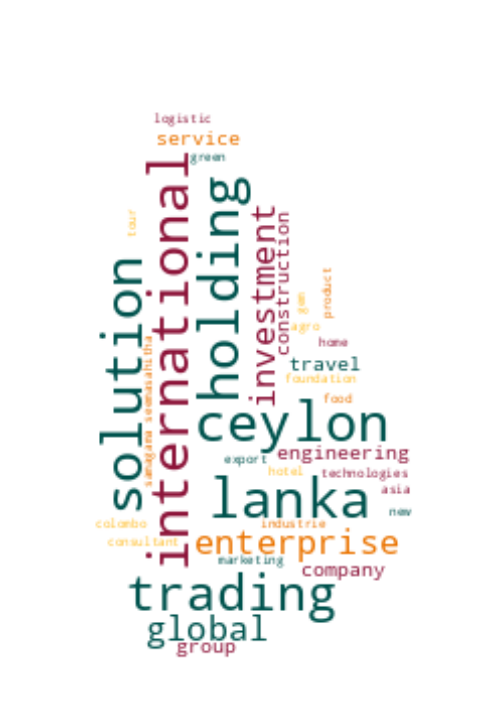 logistic
service
green
international
holding
tour
investment
construction
solution
product
gem
agro
home
samagama seemasahitha
travel
foundation
food
ceylon
engineering
export
hotel
technologies
asia
lanka
new
colombo
industrie
consultant
enterprise
marketing
company
trading
global
group